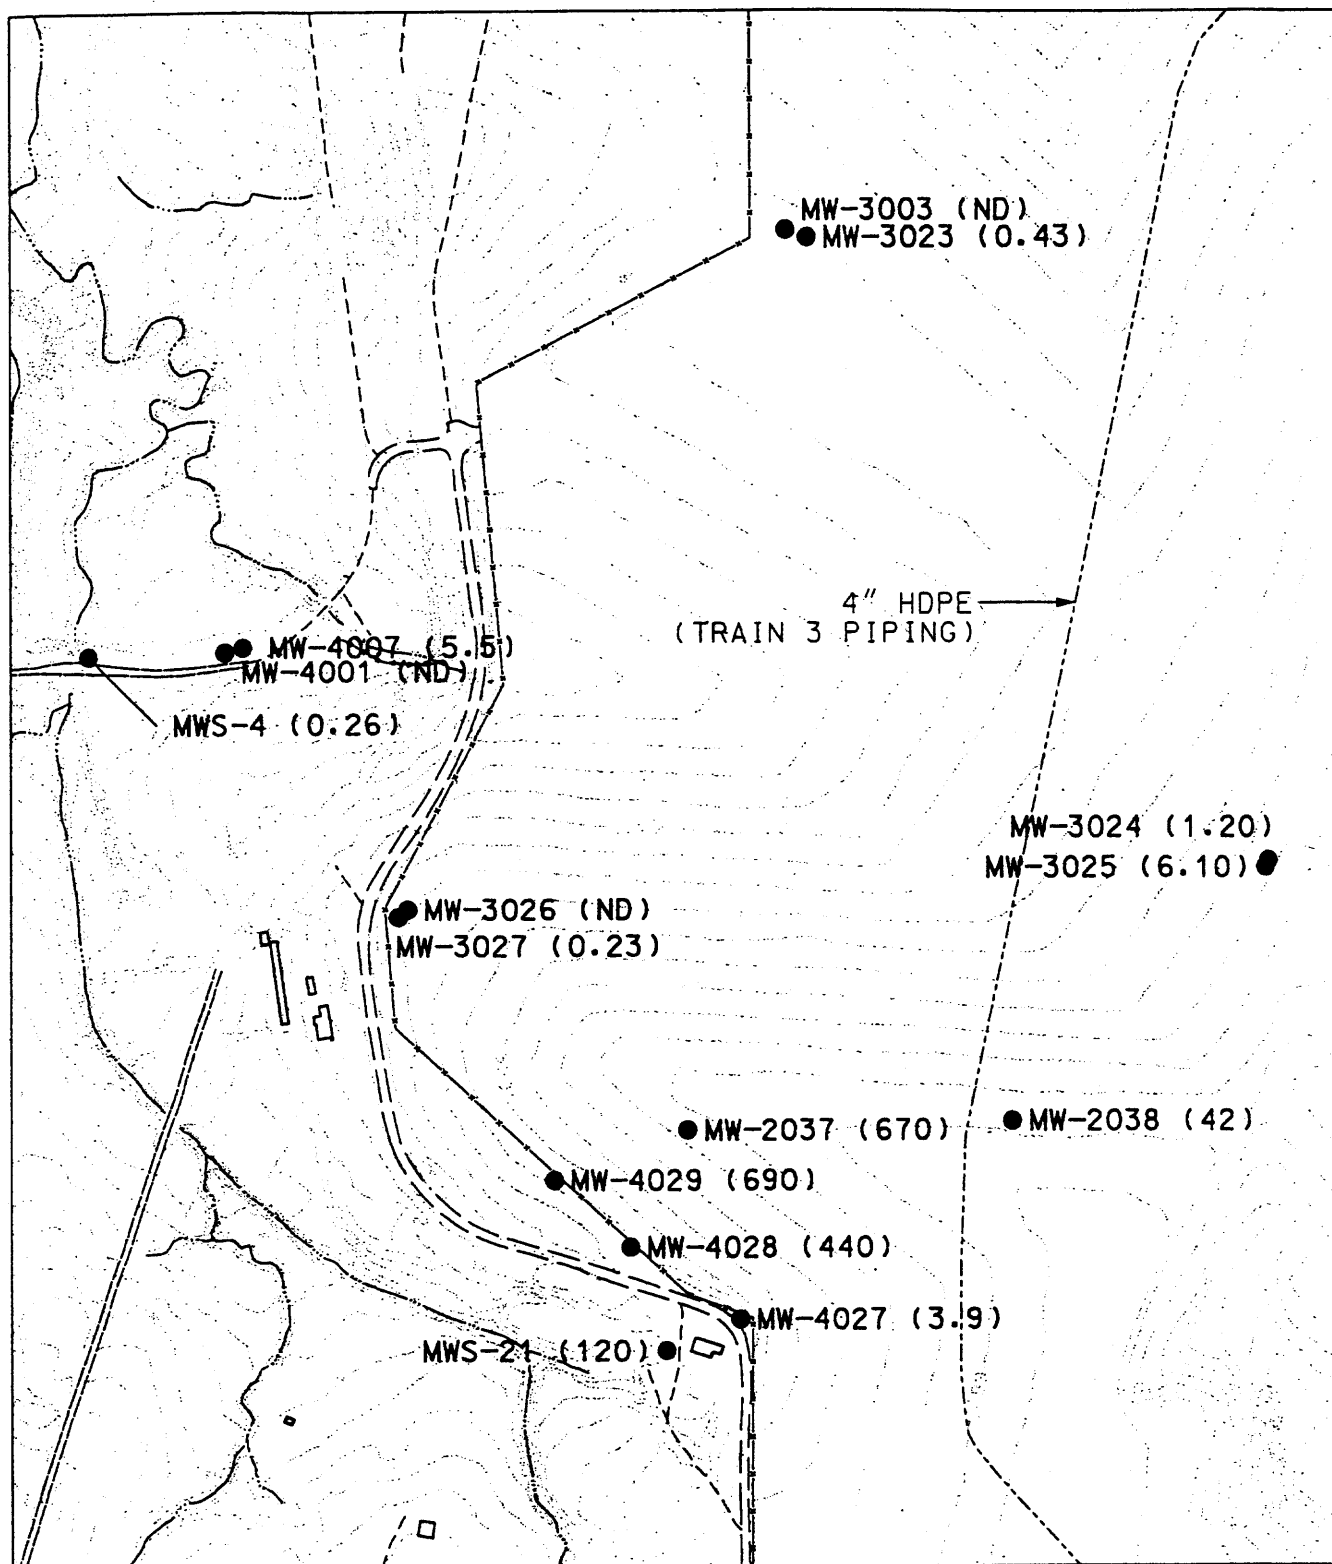 MW-3003 (ND)
MW-3023 (0.43)
4" HDPE
(TRAIN 3 PIPING)
MW-4007 (5.5)
MW-4001 (ND)
MWS-4 (0.26)
MW-3024 (1.20)
MW-3025 (6.10)
MW-3026 (ND)
MW-3027 (0.23)
MW-2037 (670)
MW-2038 (42)
MW-4029 (690)
MW-4028 (440)
MW-4027 (3.9)
MWS-21 (120)